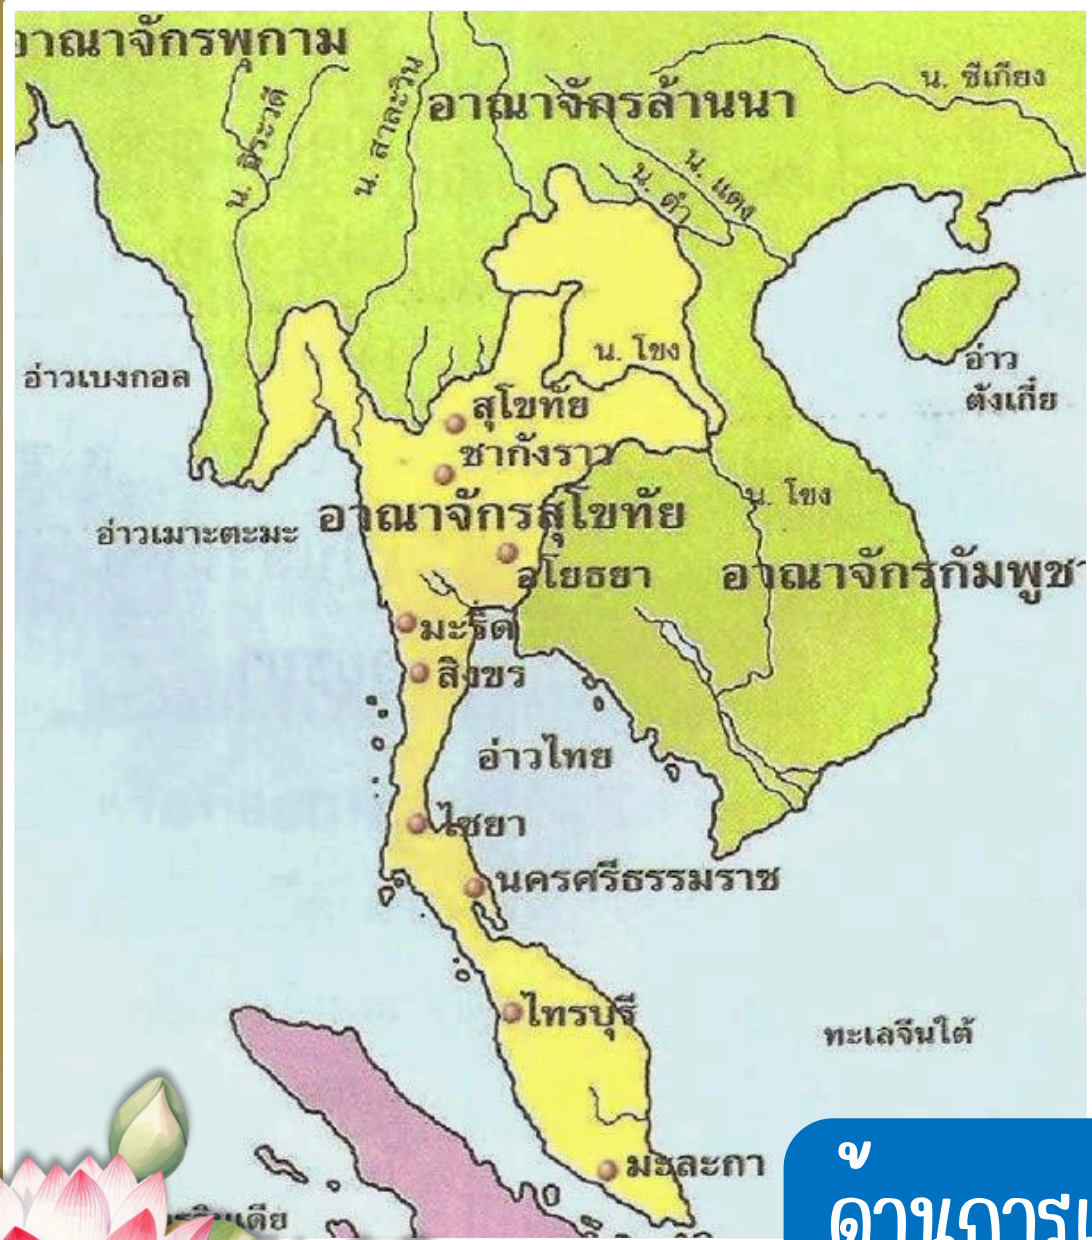 อาณาจักรพุกาม
น. สาละวิน
อาณาจักรล้านนา
น. ซีเกียง
น. อิระวดี
น. ดำ
น. แดง
น. โขง
อ่าวเบงกอล
อ่าว
ตังเกี๋ย
สุโขทัย
ชากังราว
น. โขง
อาณาจักรสุโขทัย
อ่าวเมาะตะมะ
อโยธยา
อาณาจักรกัมพูชา
มะริด
สิงขร
อ่าวไทย
ไชยา
นครศรีธรรมราช
ไทรบุรี
ทะเลจีนใต้
มะละกา